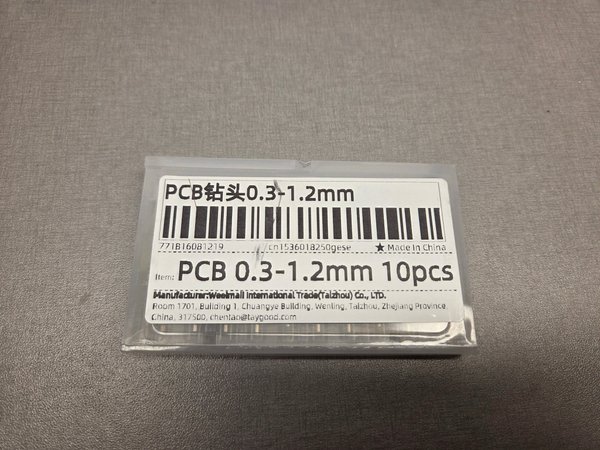 PCB钻头0.3-1.2mm
771B160B1219 cn1536018250gese ★ Made In China
Item: PCB 0.3-1.2mm 10pcs
Manufacturer:Weelmall International Trade(Taizhou) Co., LTD.
Room 1701, Building 1, Chuangye Building, Wenling, Taizhou, Zhejiang Province,
China, 317500, chentao@taygood.com